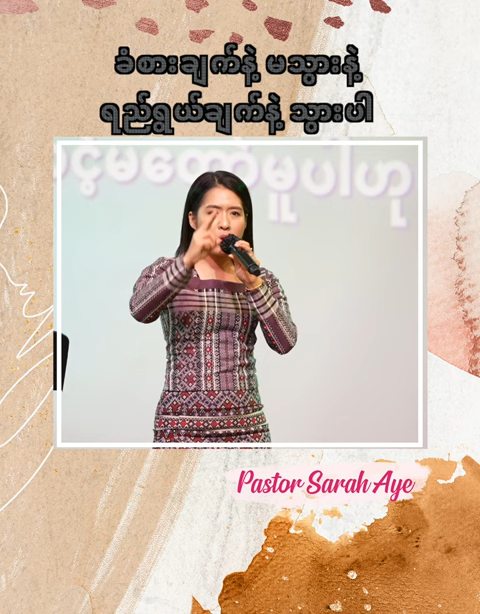 ခံစားချက်နဲ့ မသွားနဲ့
ရည်ရွယ်ချက်နဲ့ သွားပါ
Pastor Sarah Aye